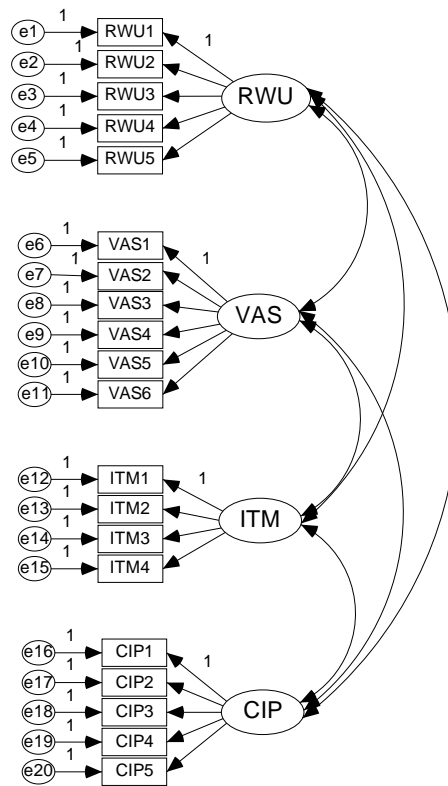 1
e1 RWU1 1
1
e2 RWU2
1
e3 RWU3 RWU
1
e4 RWU4
1
e5 RWU5
1
e6 VAS1 1
1
e7 VAS2
1
e8 VAS3 VAS
1
e9 VAS4
1
e10 VAS5
1
e11 VAS6
1
e12 ITM1 1
1
e13 ITM2 ITM
1
e14 ITM3
1
e15 ITM4
1
e16 CIP1 1
1
e17 CIP2
1
e18 CIP3 CIP
1
e19 CIP4
1
e20 CIP5